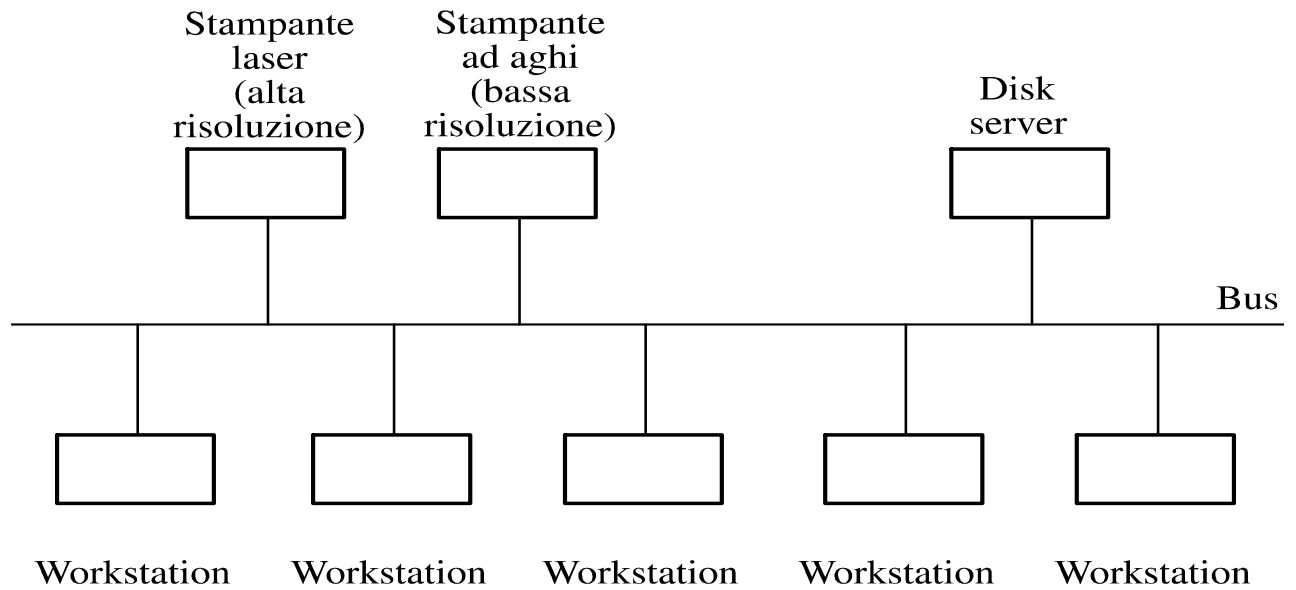 Stampante
laser
(alta
risoluzione)
Stampante
ad aghi
(bassa
risoluzione)
Disk
server
Bus
Workstation
Workstation
Workstation
Workstation
Workstation